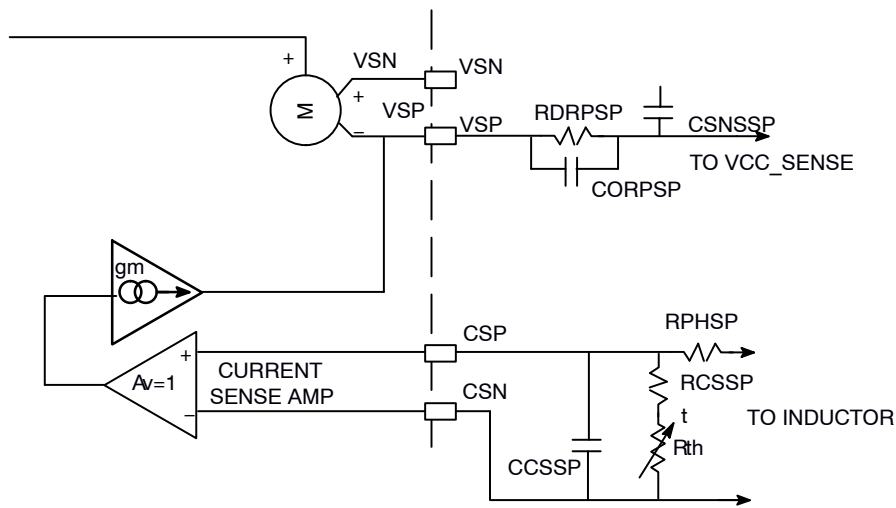 +
VSN
VSN
M
+
VSP
−
VSP
RDRPSP
CSNSSP
CORPSP
TO VCC_SENSE
gm
CSP
RPHSP
+
Av=1
CURRENT
SENSE AMP
−
CSN
RCSSP
t
TO INDUCTOR
Rth
CCSSP